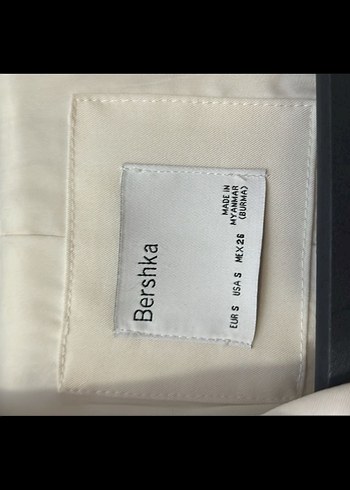 Bershka
EUR S USA S MEX 26
MADE IN
MYANMAR
(BURMA)